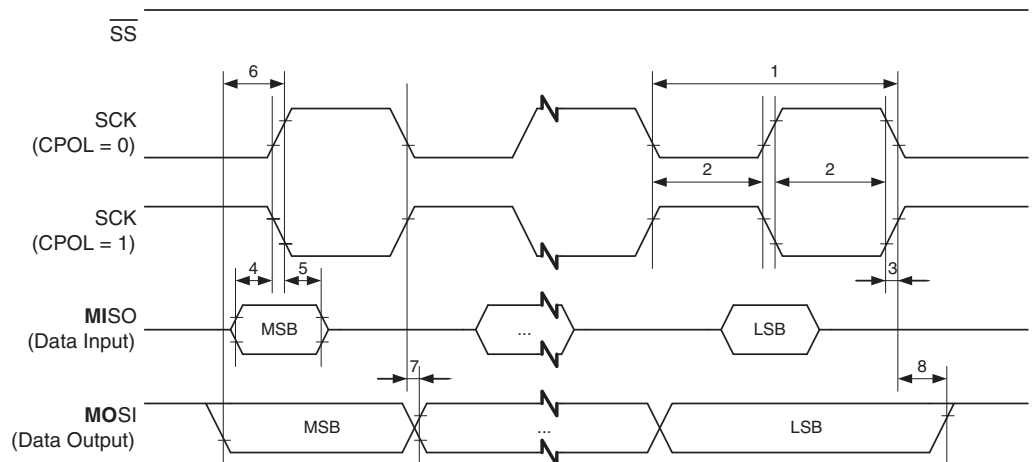 SS
6
1
SCK
(CPOL = 0)
2
2
SCK
(CPOL = 1)
4
5
3
MISO
(Data Input)
MSB
...
LSB
7
8
MOSI
(Data Output)
MSB
...
LSB